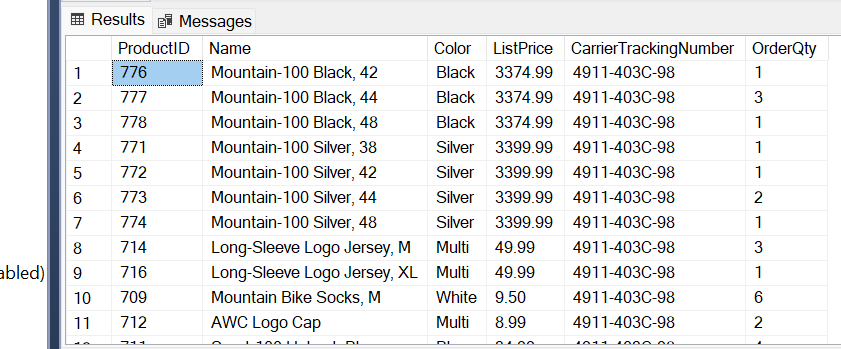 Results Messages
ProductID Name Color ListPrice CarrierTrackingNumber OrderQty
1 776 Mountain-100 Black, 42 Black 3374.99 4911-403C-98 1
2 777 Mountain-100 Black, 44 Black 3374.99 4911-403C-98 3
3 778 Mountain-100 Black, 48 Black 3374.99 4911-403C-98 1
4 771 Mountain-100 Silver, 38 Silver 3399.99 4911-403C-98 1
5 772 Mountain-100 Silver, 42 Silver 3399.99 4911-403C-98 1
6 773 Mountain-100 Silver, 44 Silver 3399.99 4911-403C-98 2
7 774 Mountain-100 Silver, 48 Silver 3399.99 4911-403C-98 1
8 714 Long-Sleeve Logo Jersey, M Multi 49.99 4911-403C-98 3
abled)
9 716 Long-Sleeve Logo Jersey, XL Multi 49.99 4911-403C-98 1
10 709 Mountain Bike Socks, M White 9.50 4911-403C-98 6
11 712 AWC Logo Cap Multi 8.99 4911-403C-98 2